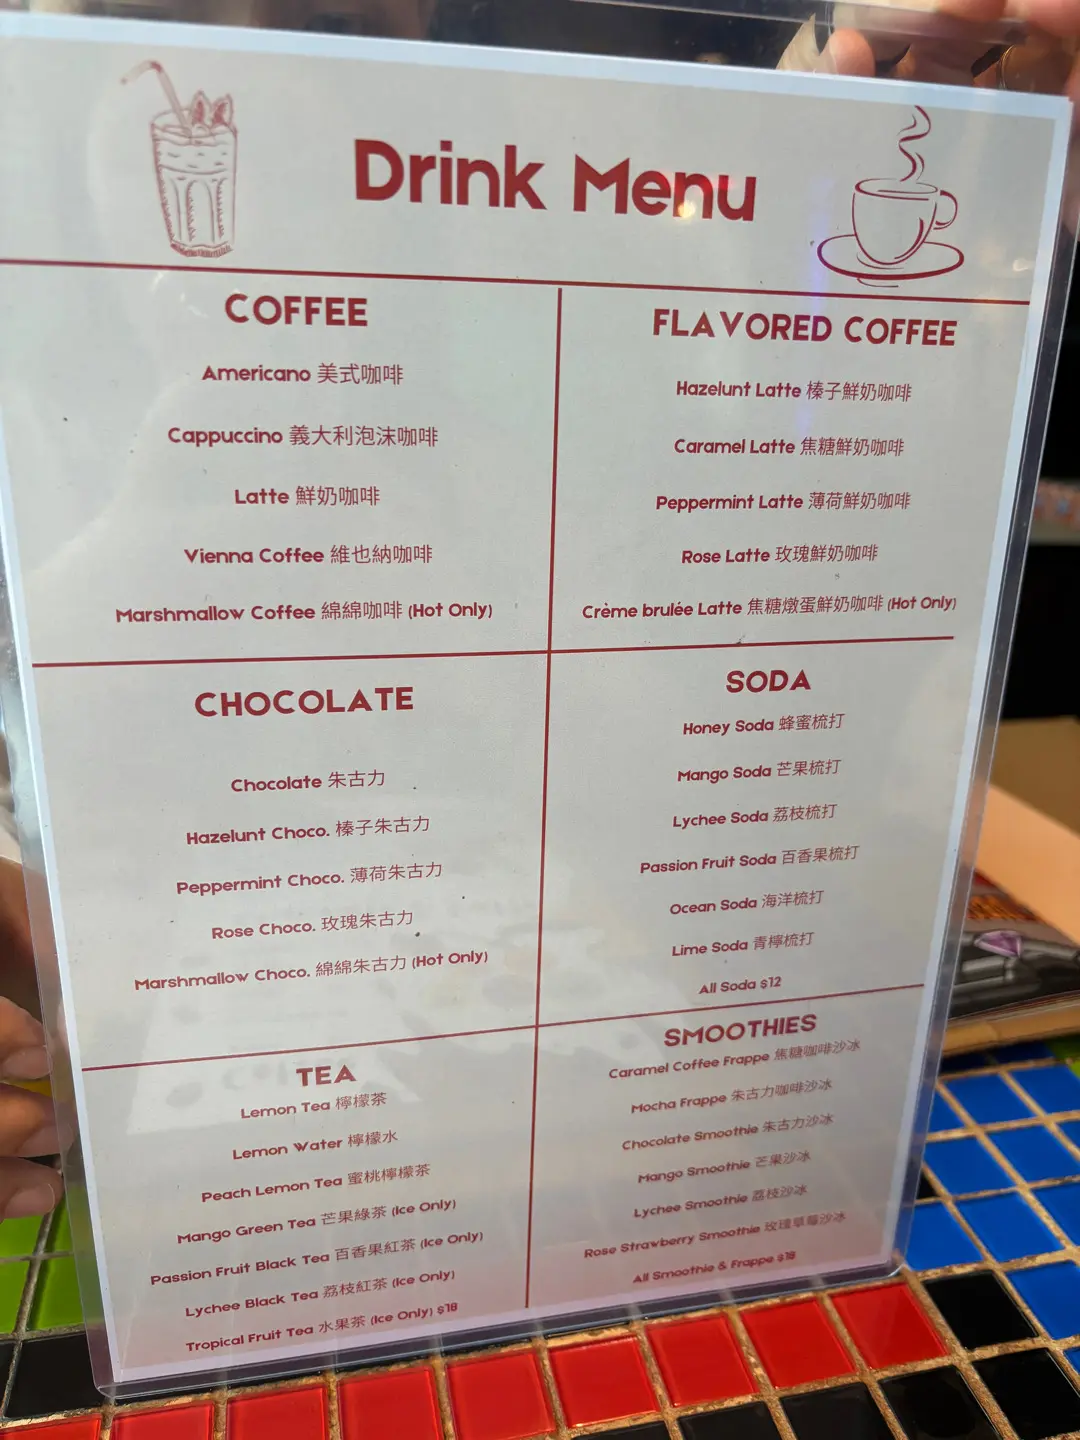 Drink Menu
COFFEE
Americano 美式咖啡
Cappuccino 義大利泡沫咖啡
Latte 鮮奶咖啡
Vienna Coffee 維也納咖啡
Marshmallow Coffee 綿綿咖啡 (Hot Only)
FLAVORED COFFEE
Hazelunt Latte 榛子鮮奶咖啡
Caramel Latte 焦糖鮮奶咖啡
Peppermint Latte 薄荷鮮奶咖啡
Rose Latte 玫瑰鮮奶咖啡
Crème brulée Latte 焦糖燉蛋鮮奶咖啡 (Hot Only)
CHOCOLATE
Chocolate 朱古力
Hazelunt Choco. 榛子朱古力
Peppermint Choco. 薄荷朱古力
Rose Choco. 玫瑰朱古力
Marshmallow Choco. 綿綿朱古力 (Hot Only)
SODA
Honey Soda 蜂蜜梳打
Mango Soda 芒果梳打
Lychee Soda 荔枝梳打
Passion Fruit Soda 百香果梳打
Ocean Soda 海洋梳打
Lime Soda 青檸梳打
All Soda $12
TEA
Lemon Tea 檸檬茶
Lemon Water 檸檬水
Peach Lemon Tea 蜜桃檸檬茶
Mango Green Tea 芒果綠茶 (Ice Only)
Passion Fruit Black Tea 百香果紅茶 (Ice Only)
Lychee Black Tea 荔枝紅茶 (Ice Only)
Tropical Fruit Tea 水果茶 (Ice Only) $18
SMOOTHIES
Caramel Coffee Frappe 焦糖咖啡沙冰
Mocha Frappe 朱古力咖啡沙冰
Chocolate Smoothie 朱古力沙冰
Mango Smoothie 芒果沙冰
Lychee Smoothie 荔枝沙冰
Rose Strawberry Smoothie 玫瑰草莓沙冰
All Smoothie & Frappe $18